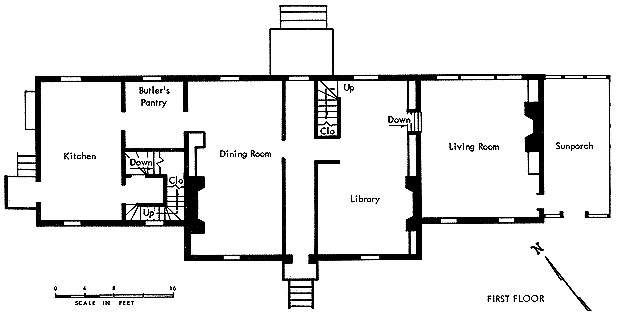 Butler's
Pantry
Up
Clo
Down
Living Room
Sunporch
Kitchen
Down
Clo
Dining Room
Library
Up
N
0 4 8 16
SCALE IN FEET
FIRST FLOOR